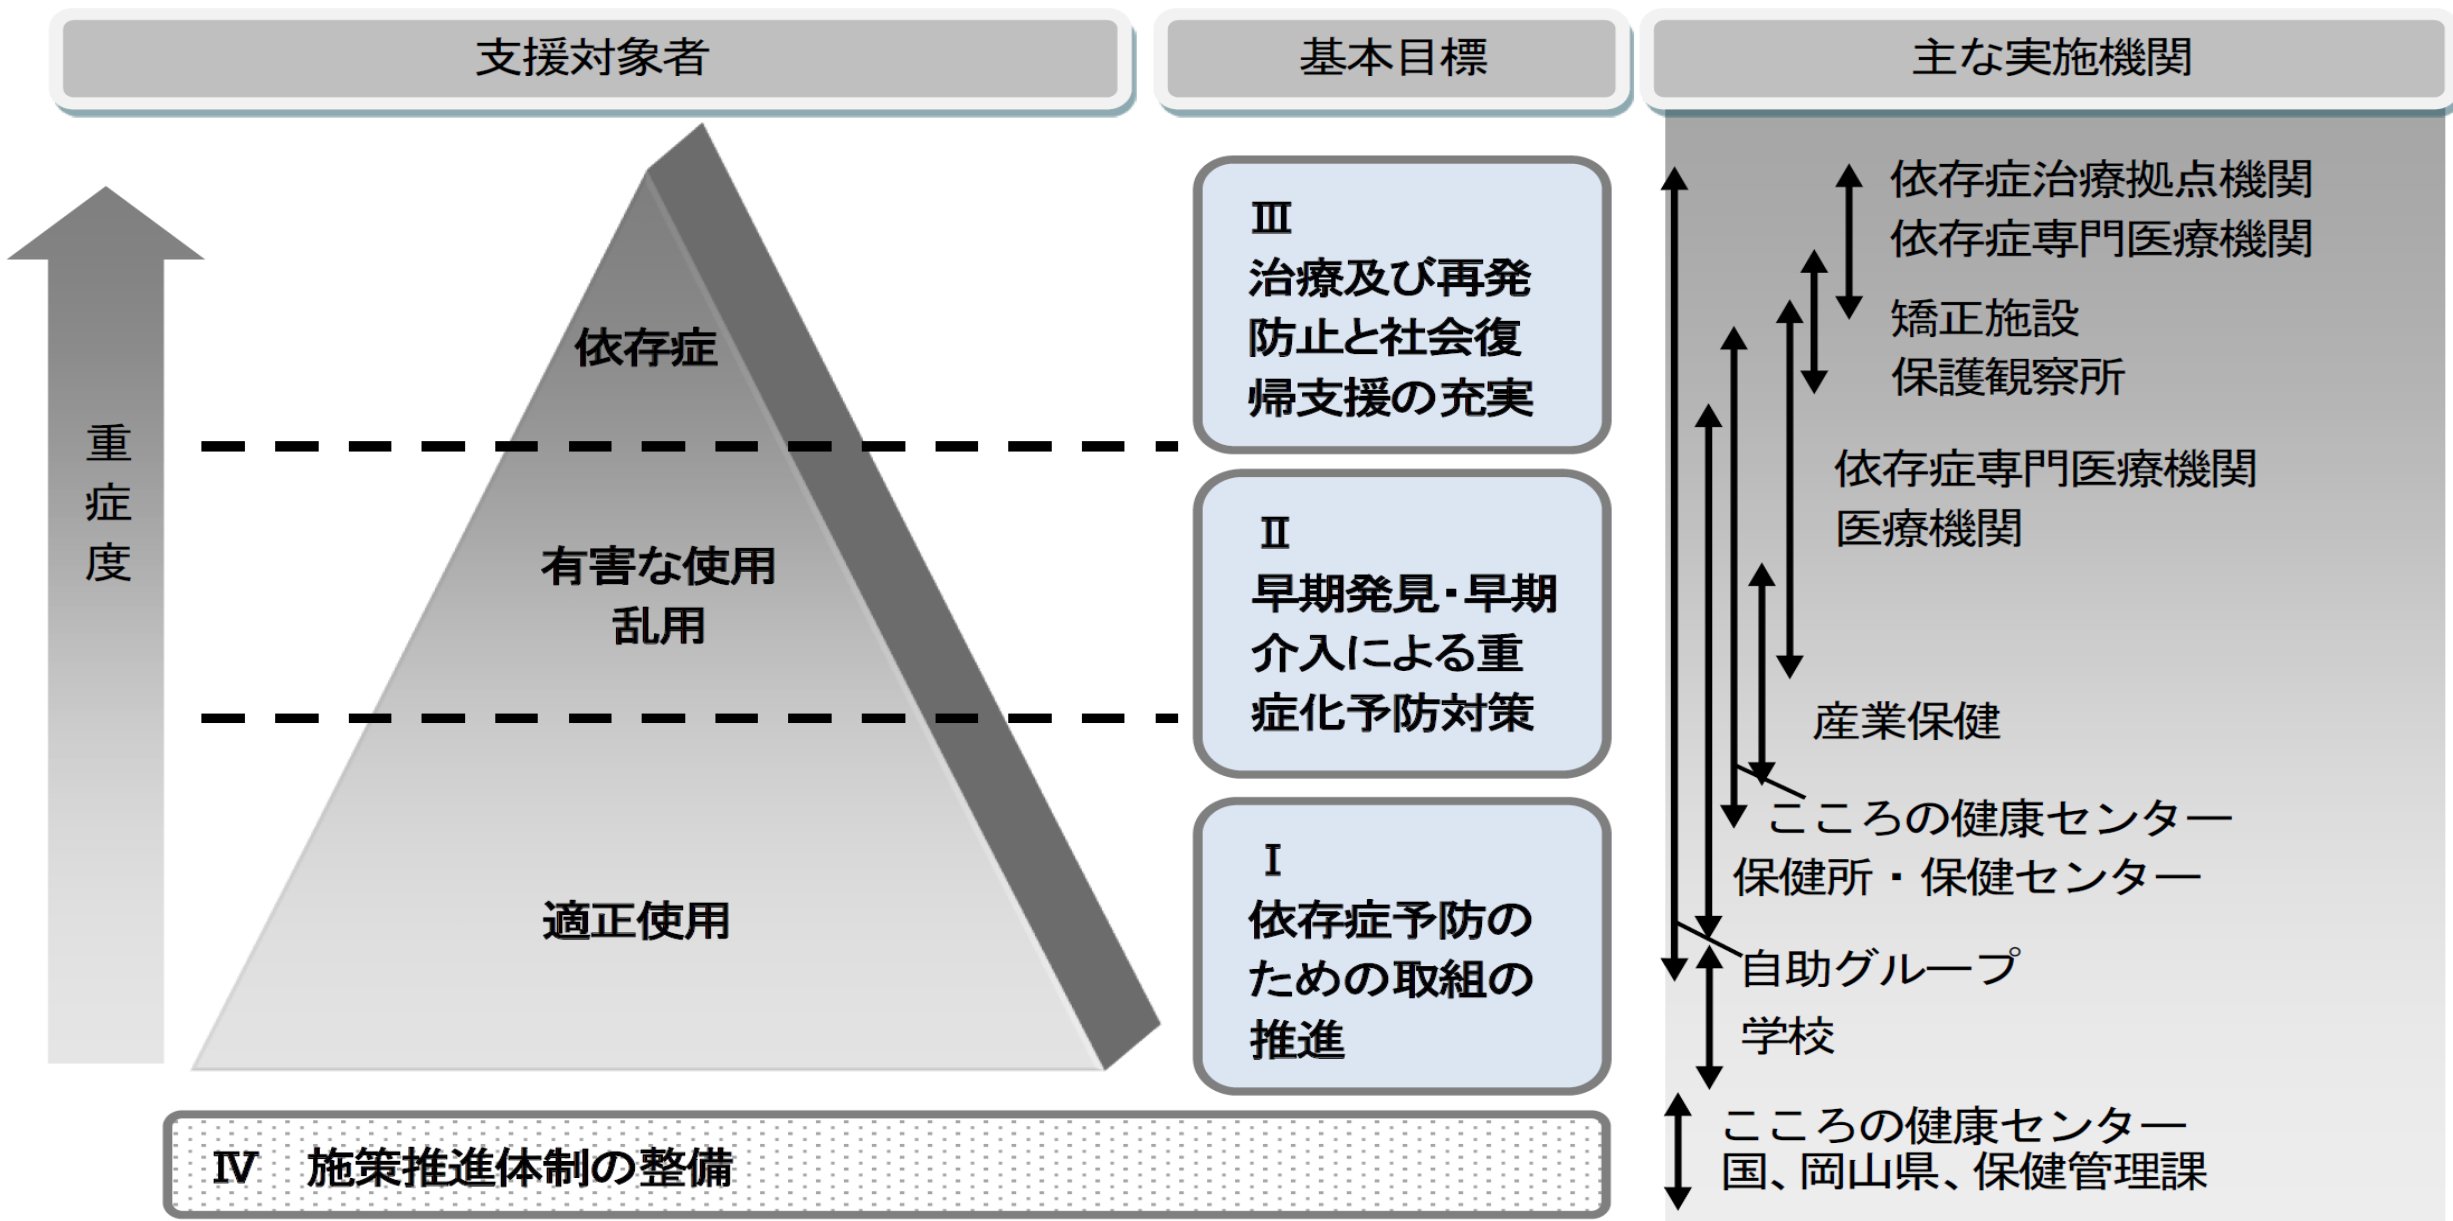 支援対象者
基本目標
主な実施機関
重
症
度
依存症
有害な使用
乱用
適正使用
Ⅲ
治療及び再発
防止と社会復
帰支援の充実
Ⅱ
早期発見・早期
介入による重
症化予防対策
Ⅰ
依存症予防の
ための取組の
推進
Ⅳ　施策推進体制の整備
依存症治療拠点機関
依存症専門医療機関
矯正施設
保護観察所
依存症専門医療機関
医療機関
産業保健
こころの健康センター
保健所・保健センター
自助グループ
学校
こころの健康センター
国、岡山県、保健管理課